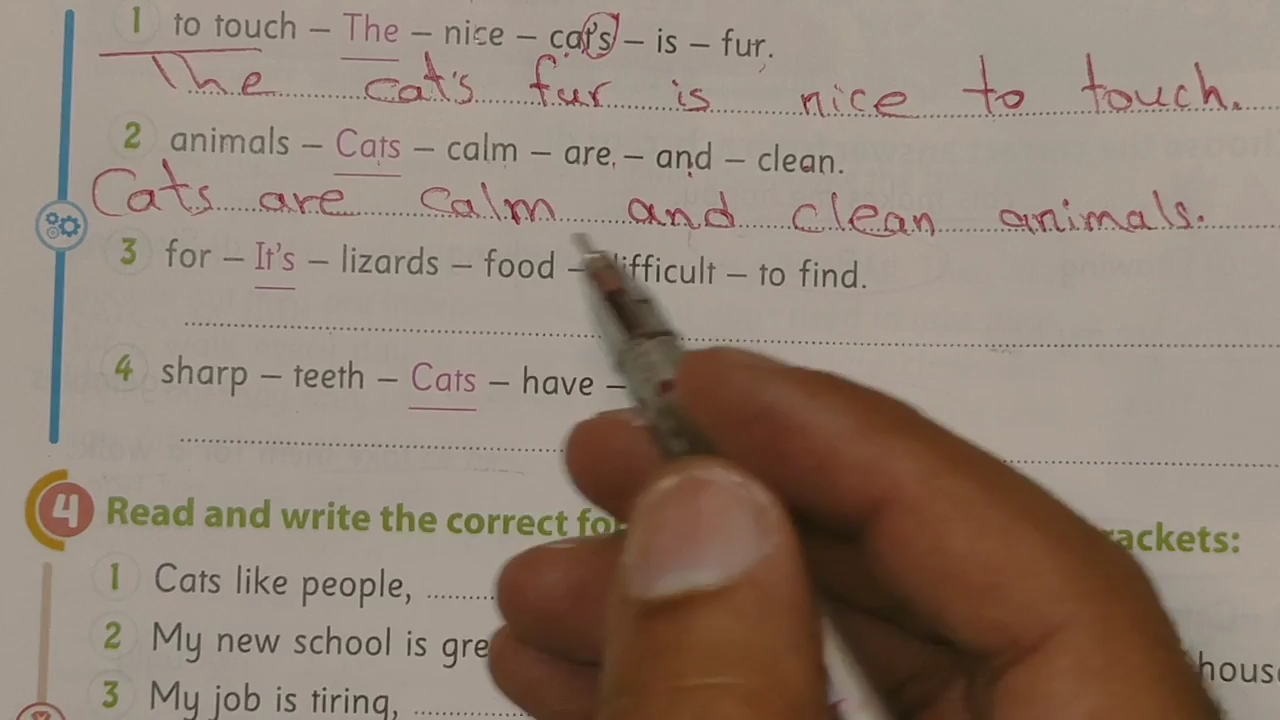 1 to touch – The – nice – cat's – is – fur.
The cat's fur is nice to touch.
2 animals – Cats – calm – are – and – clean.
Cats are calm and clean animals.
3 for – It's – lizards – food – difficult – to find.
4 sharp – teeth – Cats – have –
4 Read and write the correct fo rackets:
1 Cats like people, ..........
2 My new school is gre house
3 My job is tiring, ..............